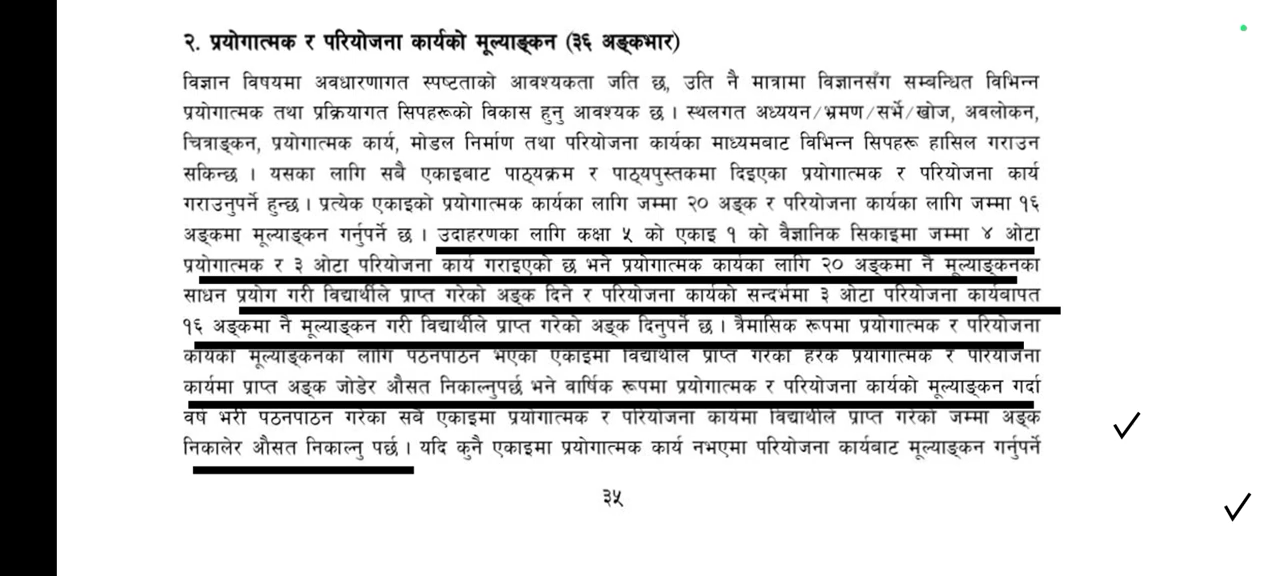 २. प्रयोगात्मक र परियोजना कार्यको मूल्याङ्कन (३६ अङ्कभार)
विज्ञान विषयमा अवधारणागत स्पष्टताको आवश्यकता जति छ, उति नै मात्रामा विज्ञानसँग सम्बन्धित विभिन्न
प्रयोगात्मक तथा प्रक्रियागत सिपहरूको विकास हुनु आवश्यक छ । स्थलगत अध्ययन/भ्रमण/सर्भे/खोज, अवलोकन,
चित्राङ्कन, प्रयोगात्मक कार्य, मोडल निर्माण तथा परियोजना कार्यका माध्यमबाट विभिन्न सिपहरू हासिल गराउन
सकिन्छ । यसका लागि सबै एकाइबाट पाठ्यक्रम र पाठ्यपुस्तकमा दिइएका प्रयोगात्मक र परियोजना कार्य
गराउनुपर्ने हुन्छ । प्रत्येक एकाइको प्रयोगात्मक कार्यका लागि जम्मा २० अङ्क र परियोजना कार्यका लागि जम्मा १६
अङ्कमा मूल्याङ्कन गर्नुपर्ने छ । उदाहरणका लागि कक्षा ५ को एकाइ १ को वैज्ञानिक सिकाइमा जम्मा ४ ओटा
प्रयोगात्मक र ३ ओटा परियोजना कार्य गराइएको छ भने प्रयोगात्मक कार्यका लागि २० अङ्कमा नै मूल्याङ्कनका
साधन प्रयोग गरी विद्यार्थीले प्राप्त गरेको अङ्क दिने र परियोजना कार्यको सन्दर्भमा ३ ओटा परियोजना कार्यबापत
१६ अङ्कमा नै मूल्याङ्कन गरी विद्यार्थीले प्राप्त गरेको अङ्क दिनुपर्ने छ । त्रैमासिक रूपमा प्रयोगात्मक र परियोजना
कार्यको मूल्याङ्कनका लागि पठनपाठन भएका एकाइमा विद्यार्थीले प्राप्त गरेका हरेक प्रयोगात्मक र परियोजना
कार्यमा प्राप्त अङ्क जोडेर औसत निकाल्नुपर्छ भने वार्षिक रूपमा प्रयोगात्मक र परियोजना कार्यको मूल्याङ्कन गर्दा
वर्ष भरी पठनपाठन गरेका सबै एकाइमा प्रयोगात्मक र परियोजना कार्यमा विद्यार्थीले प्राप्त गरेको जम्मा अङ्क
निकालेर औसत निकाल्नु पर्छ । यदि कुनै एकाइमा प्रयोगात्मक कार्य नभएमा परियोजना कार्यबाट मूल्याङ्कन गर्नुपर्ने
३५